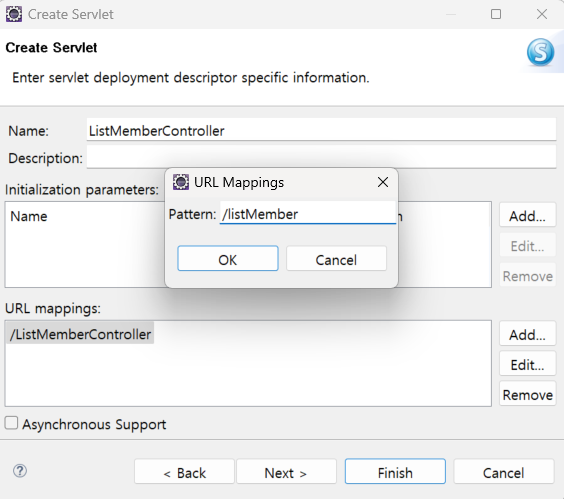 Create Servlet
Create Servlet
Enter servlet deployment descriptor specific information.
Name: ListMemberController
Description:
URL Mappings
Pattern: /listMember
OK Cancel
Initialization parameters:
Name
Add...
Edit...
Remove
URL mappings:
/ListMemberController
Add...
Edit...
Remove
Asynchronous Support
< Back Next > Finish Cancel